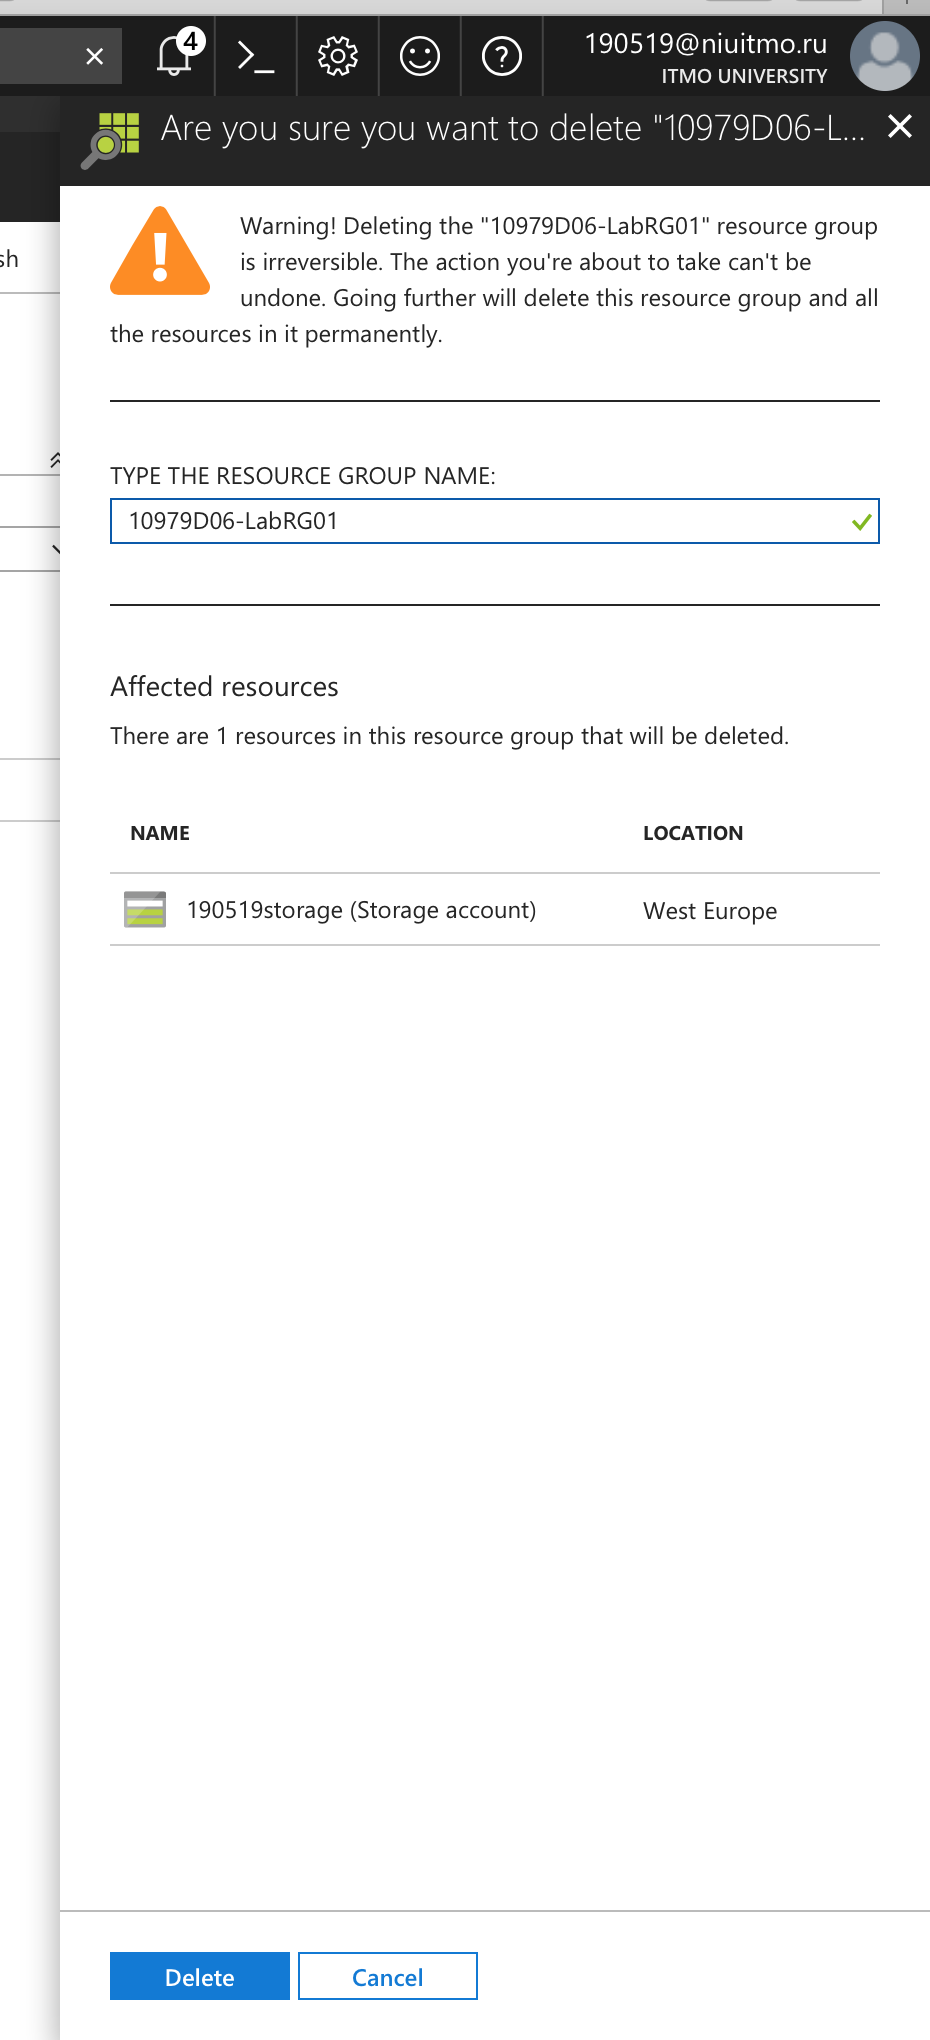 4
190519@niuitmo.ru
ITMO UNIVERSITY
Are you sure you want to delete "10979D06-L...
sh
Warning! Deleting the "10979D06-LabRG01" resource group
is irreversible. The action you're about to take can't be
undone. Going further will delete this resource group and all
the resources in it permanently.
TYPE THE RESOURCE GROUP NAME:
10979D06-LabRG01
Affected resources
There are 1 resources in this resource group that will be deleted.
NAME LOCATION
190519storage (Storage account) West Europe
Delete Cancel